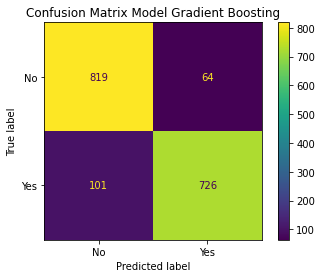 Confusion Matrix Model Gradient Boosting
True label
No
819
64
Yes
101
726
No
Yes
Predicted label
800
700
600
500
400
300
200
100